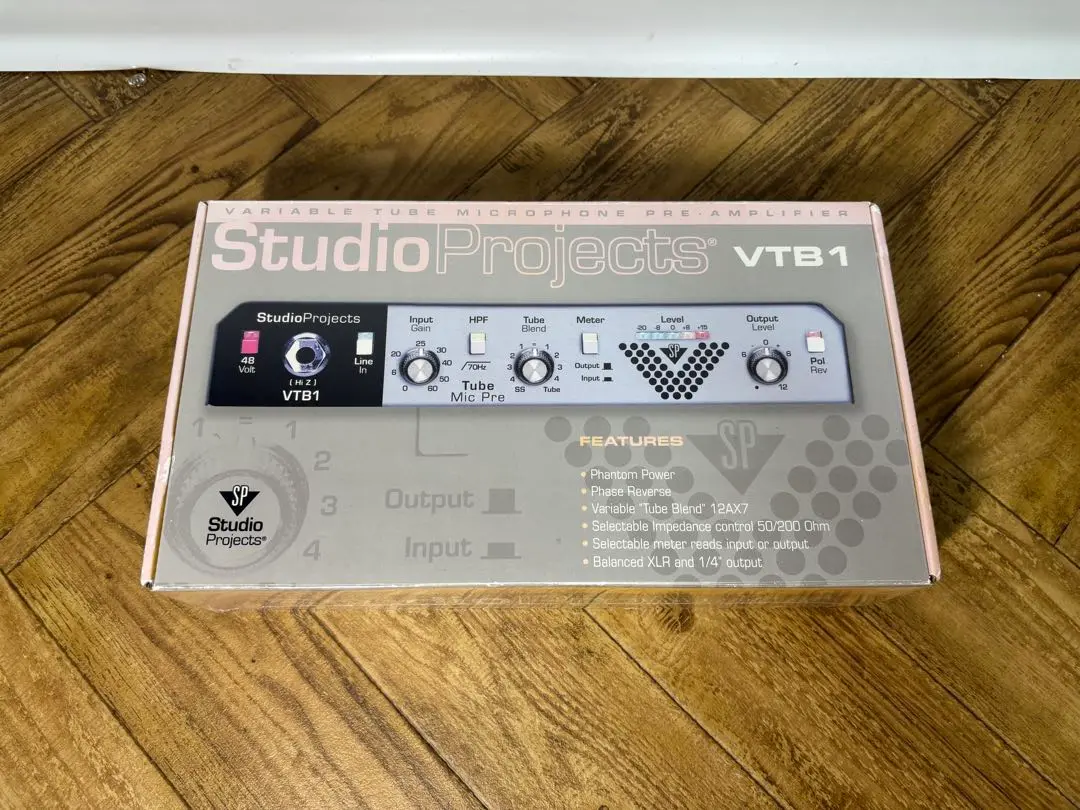 VARIABLE TUBE MICROPHONE PRE-AMPLIFIER
StudioProjects® VTB1
StudioProjects
48
Volt
(Hi Z)
VTB1
Line
In
Input
Gain
25
20 30
40
6 50
0 60
HPF
/70Hz
Tube
Mic Pre
Tube
Blend
1 = 1
2 2
3 3
4 4
SS Tube
Meter
Output
Input
Level
-20 -6 0 +6 +15
SP
Output
Level
0
6 + 6
12
Pol
Rev
1 = 1
2
3
4
Output
Input
SP
Studio
Projects®
SP
FEATURES
• Phantom Power
• Phase Reverse
• Variable "Tube Blend" 12AX7
• Selectable Impedance control 50/200 Ohm
• Selectable meter reads input or output
• Balanced XLR and 1/4" output